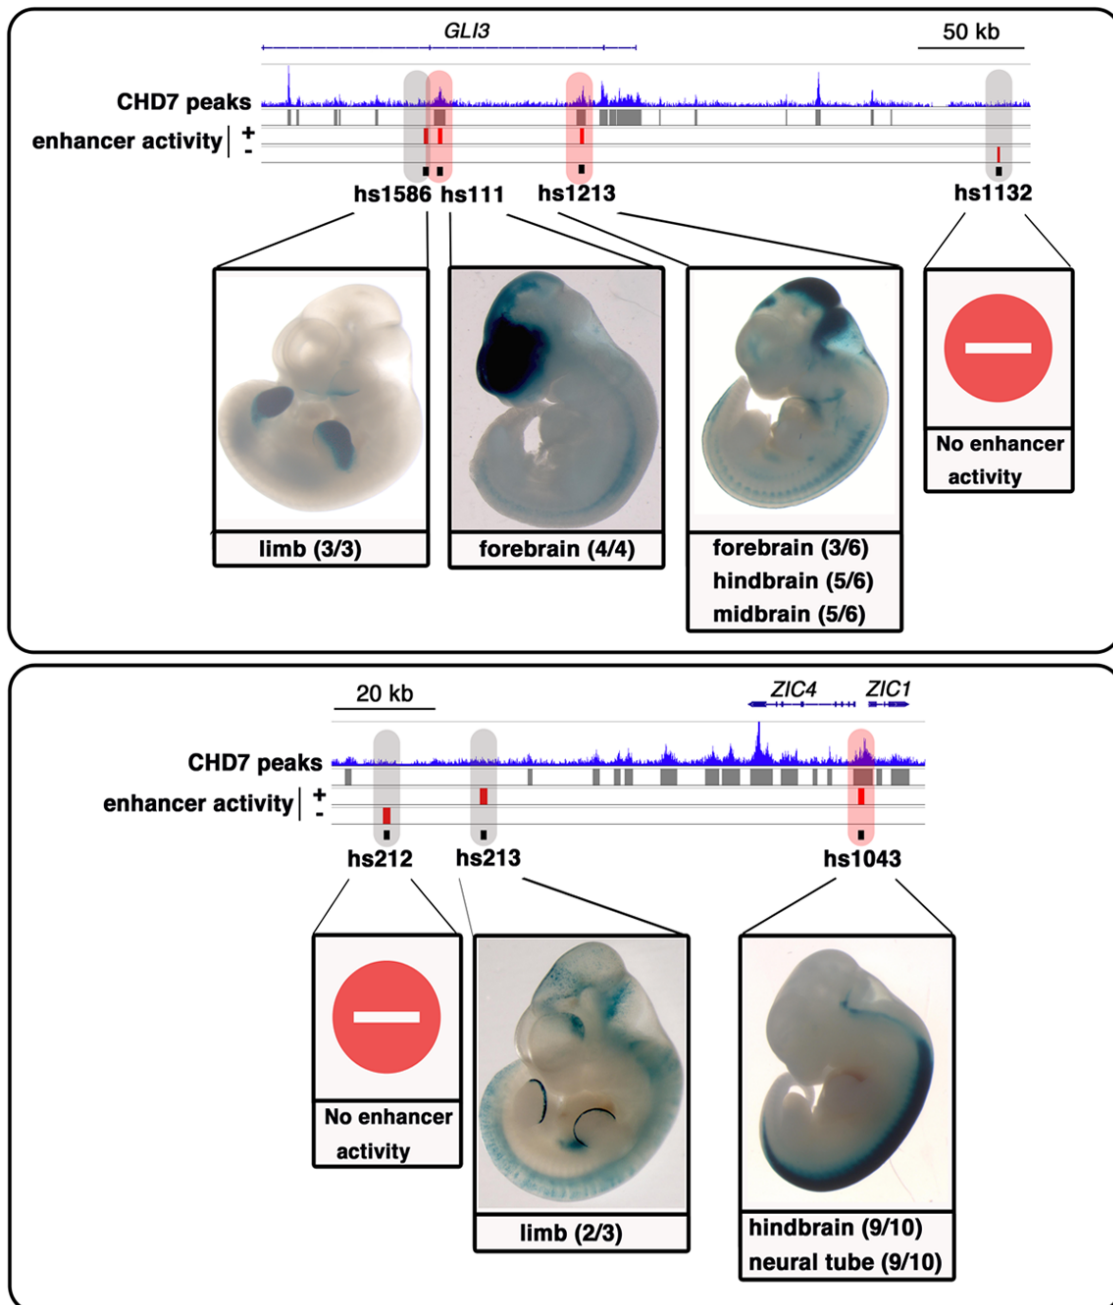 GLI3
50 kb
CHD7 peaks
enhancer activity
+
-
hs1586 hs111 hs1213 hs1132
limb (3/3)
forebrain (4/4)
forebrain (3/6)
hindbrain (5/6)
midbrain (5/6)
No enhancer
activity
20 kb
ZIC4 ZIC1
CHD7 peaks
enhancer activity
+
-
hs212 hs213 hs1043
No enhancer
activity
limb (2/3)
hindbrain (9/10)
neural tube (9/10)